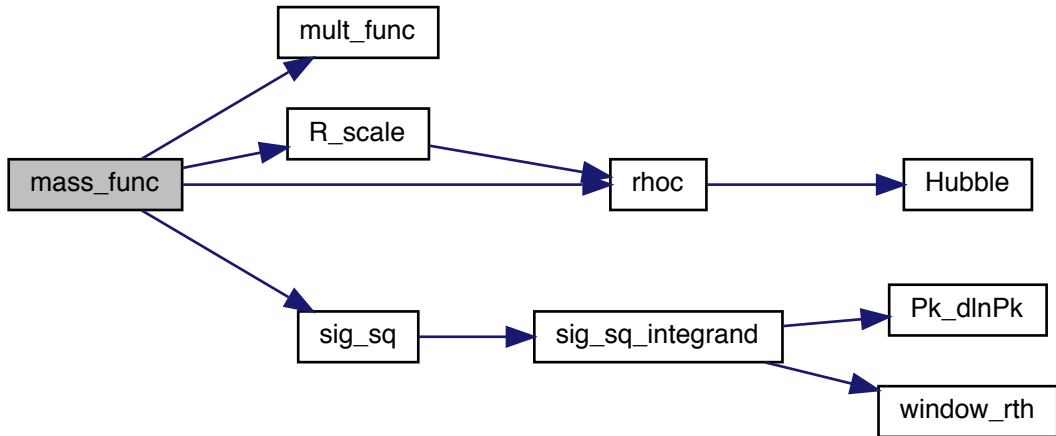 mult_func
R_scale
mass_func
rhoc
Hubble
Pk_dlnPk
sig_sq
sig_sq_integrand
window_rth